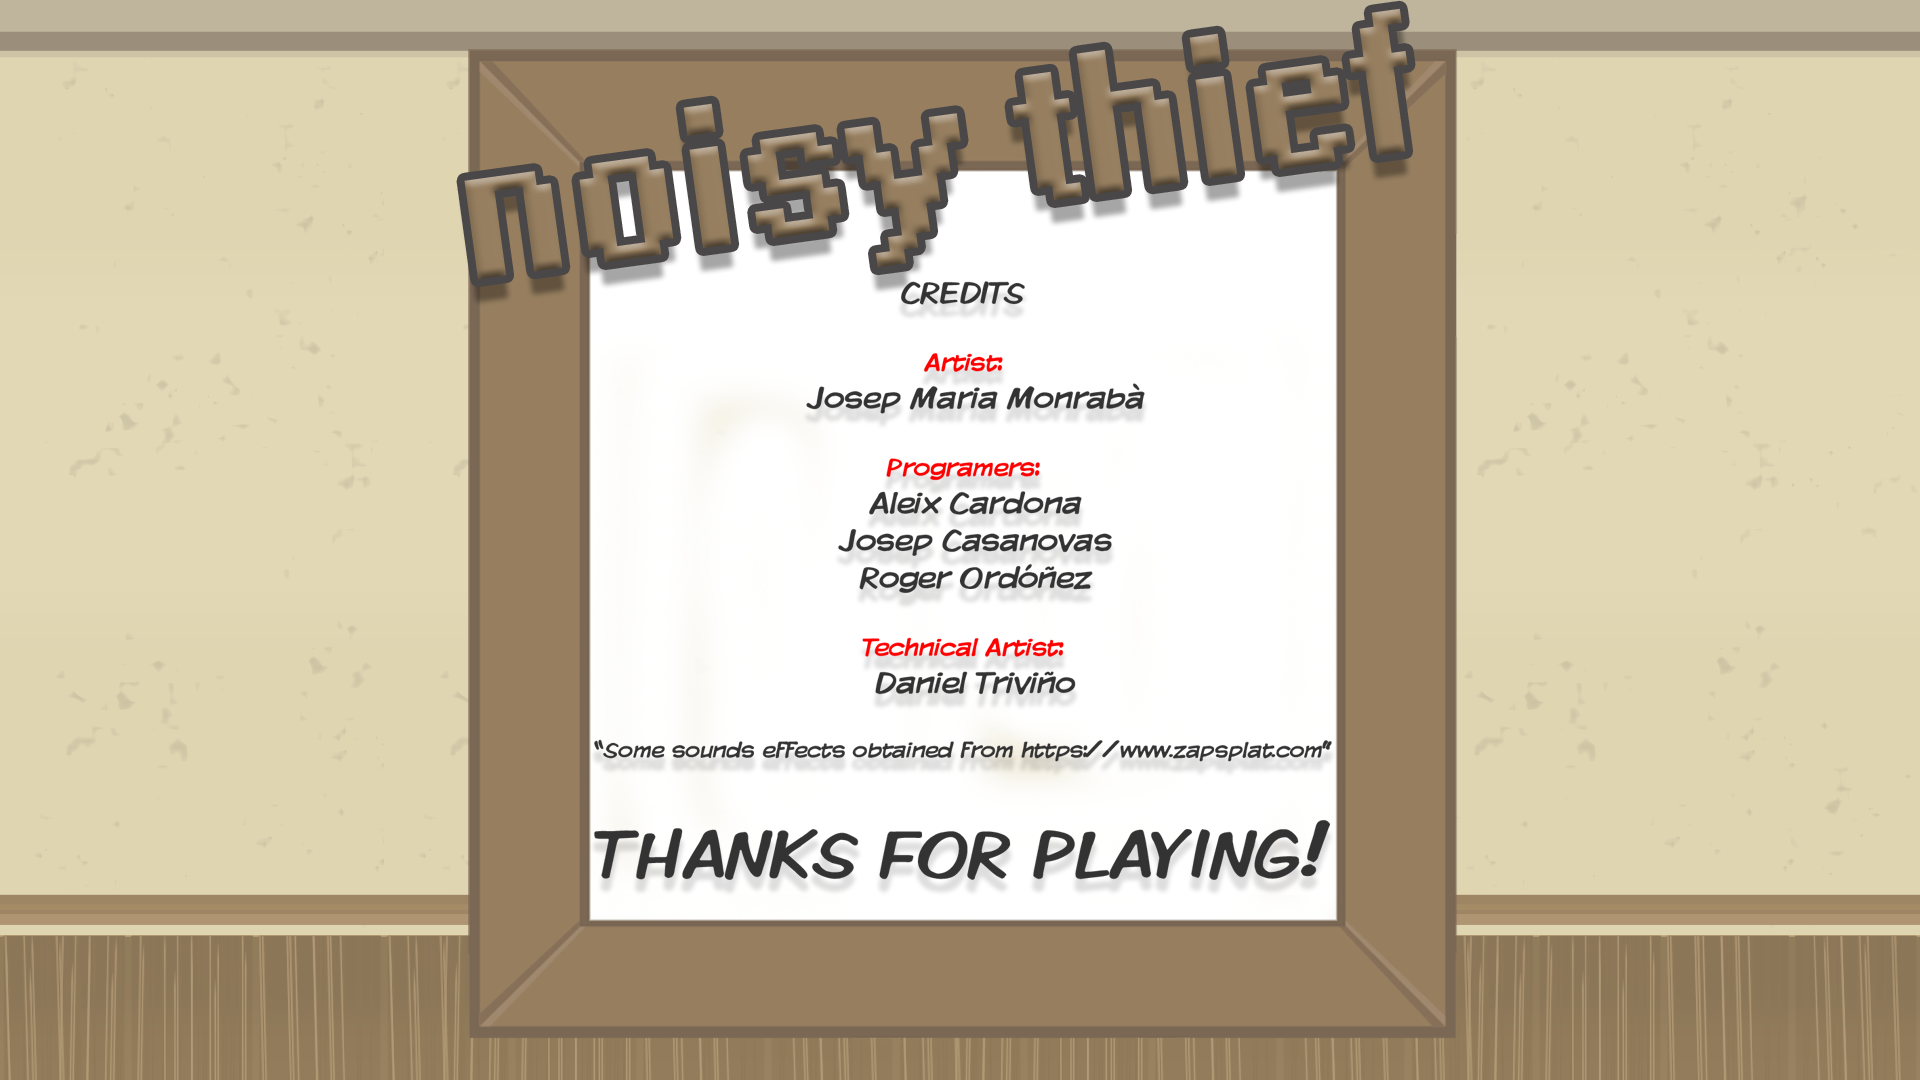 noisy thief
CREDITS
Artist:
Josep Maria Monrabà
Programers:
Aleix Cardona
Josep Casanovas
Roger Ordóñez
Technical Artist:
Daniel Triviño
"Some sounds effects obtained from https://www.zapsplat.com"
THANKS FOR PLAYING!